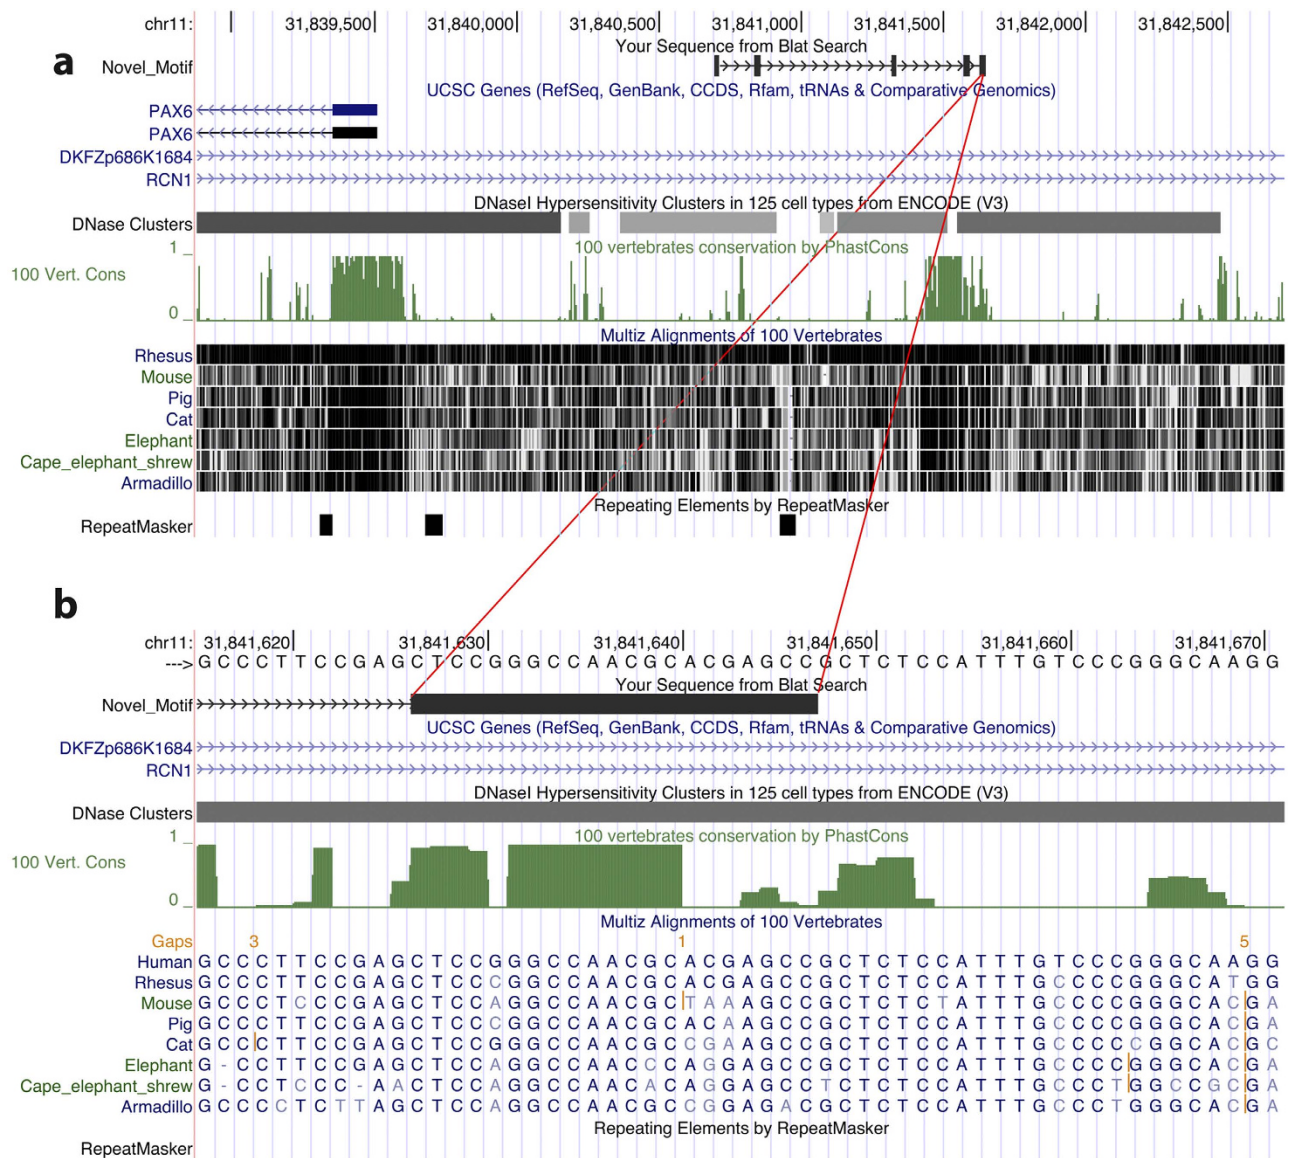 chr11: 31,839,500 31,840,000 31,840,500 31,841,000 31,841,500 31,842,000 31,842,500
a
Your Sequence from Blat Search
Novel_Motif
UCSC Genes (RefSeq, GenBank, CCDS, Rfam, tRNAs & Comparative Genomics)
PAX6
PAX6
DKFZp686K1684
RCN1
DNaseI Hypersensitivity Clusters in 125 cell types from ENCODE (V3)
DNase Clusters
1
100 vertebrates conservation by PhastCons
100 Vert. Cons
0
Multiz Alignments of 100 Vertebrates
Rhesus
Mouse
Pig
Cat
Elephant
Cape_elephant_shrew
Armadillo
Repeating Elements by RepeatMasker
RepeatMasker
b
chr11: 31,841,620 31,841,630 31,841,640 31,841,650 31,841,660 31,841,670
---> G C C C T T C C G A G C T C C G G G C C A A C G C A C G A G C C G C T C T C C A T T T G T C C C G G G C A A G G
Your Sequence from Blat Search
Novel_Motif
UCSC Genes (RefSeq, GenBank, CCDS, Rfam, tRNAs & Comparative Genomics)
DKFZp686K1684
RCN1
DNaseI Hypersensitivity Clusters in 125 cell types from ENCODE (V3)
DNase Clusters
1
100 vertebrates conservation by PhastCons
100 Vert. Cons
0
Multiz Alignments of 100 Vertebrates
Gaps 3 1 5
Human G C C C T T C C G A G C T C C G G G C C A A C G C A C G A G C C G C T C T C C A T T T G T C C C G G G C A A G G
Rhesus G C C C T T C C G A G C T C C C G G C C A A C G C A C G A G C C G C T C T C C A T T T G C C C C G G G C A T G G
Mouse G C C C T C C C G A G C T C C A G G C C A A C G C T A A A G C C G C T C T C T A T T T G C C C C G G G C A C G A
Pig G C C C T T C C G A G C T C C C G G C C A A C G C A C A A G C C G C T C T C C A T T T G C C C C G G G C A C G A
Cat G C C C T T C C G A G C T C C G G G C C A A C G C C G A A G C C G C T C T C C A T T T G C C C C C G G C A C G C
Elephant G - C C T T C C G A G C T C C A G G C C A A C C C A G G A G C C G C T C T C C A T T T G C C C C G G G C A C G A
Cape_elephant_shrew G - C C T C C C - A A C T C C A G G C C A A C A C A G G A G C C T C T C T C C A T T T G C C C T G G C C G C G A
Armadillo G C C C C T C T T A G C T C C A G G C C A A C G C C G G A G A C G C T C T C C A T T T G C C C T G G G C A C G A
Repeating Elements by RepeatMasker
RepeatMasker